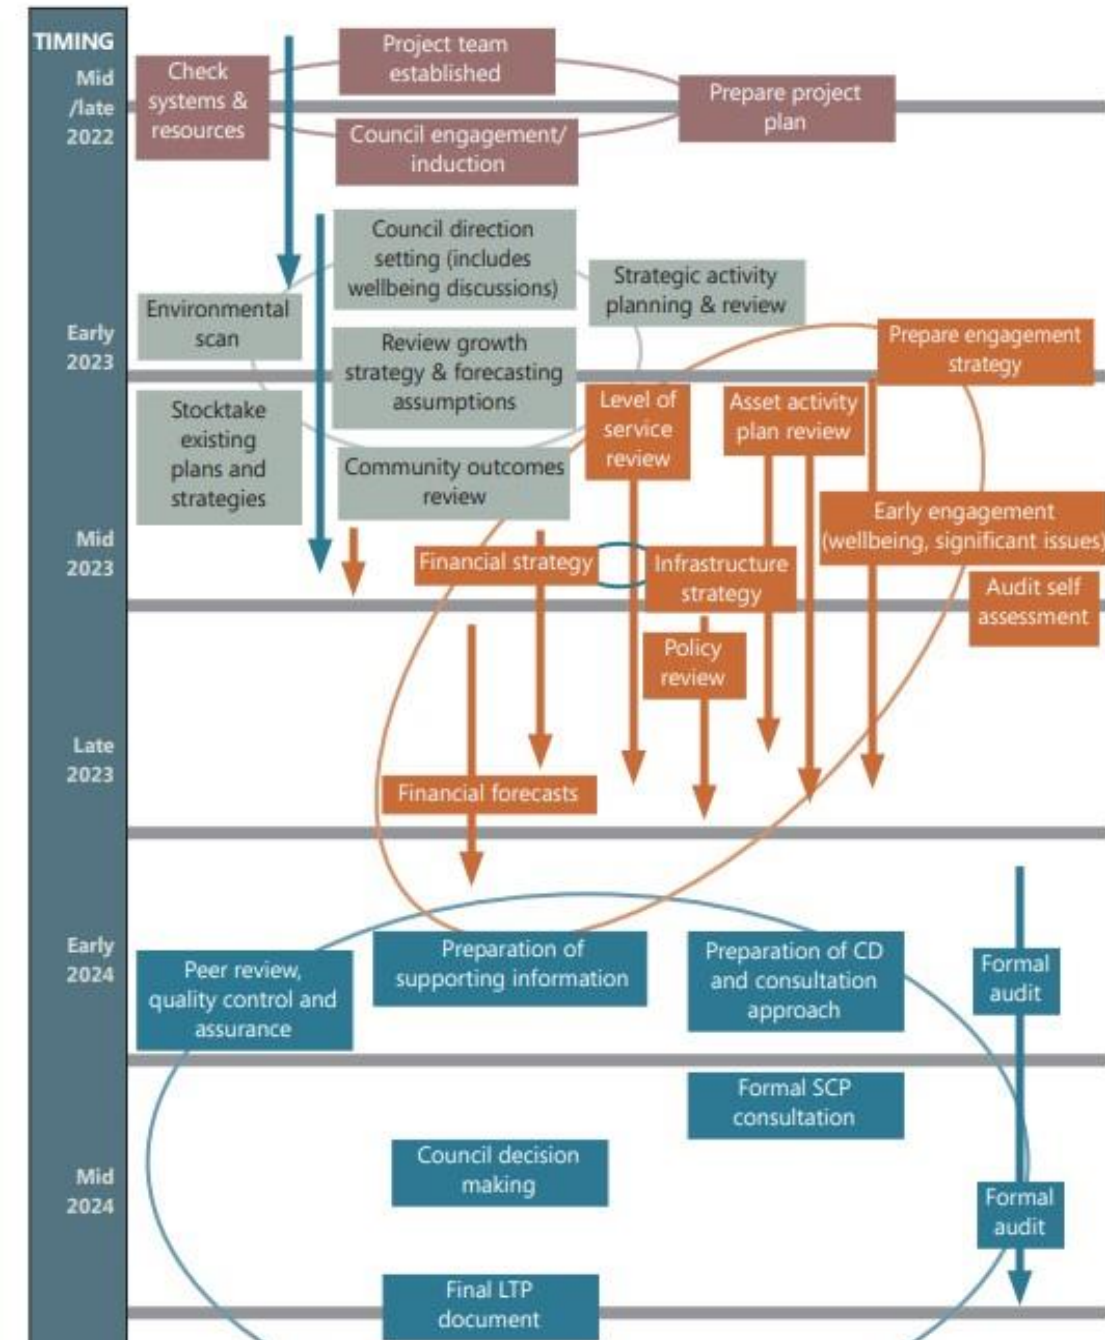 TIMING
Mid
/late
2022
Check
systems &
resources
Project team
established
Council engagement/
induction
Prepare project
plan
Early
2023
Environmental
scan
Council direction
setting (includes
wellbeing discussions)
Strategic activity
planning & review
Review growth
strategy & forecasting
assumptions
Prepare engagement
strategy
Stocktake
existing
plans and
strategies
Community outcomes
review
Level of
service
review
Asset activity
plan review
Mid
2023
Financial strategy
Infrastructure
strategy
Early engagement
(wellbeing, significant issues)
Audit self
assessment
Policy
review
Late
2023
Financial forecasts
Early
2024
Peer review,
quality control and
assurance
Preparation of
supporting information
Preparation of CD
and consultation
approach
Formal
audit
Formal SCP
consultation
Mid
2024
Council decision
making
Formal
audit
Final LTP
document